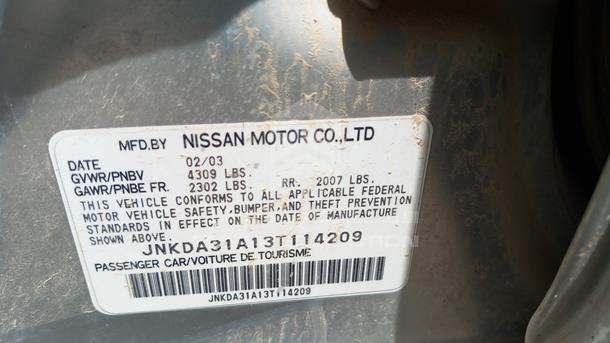 MFD.BY NISSAN MOTOR CO.,LTD
DATE 02/03
GVWR/PNBV 4309 LBS.
GAWR/PNBE FR. 2302 LBS. RR. 2007 LBS.
THIS VEHICLE CONFORMS TO ALL APPLICABLE FEDERAL
MOTOR VEHICLE SAFETY, BUMPER, AND THEFT PREVENTION
STANDARDS IN EFFECT ON THE DATE OF MANUFACTURE
SHOWN ABOVE.
JNKDA31A13T114209
PASSENGER CAR/VOITURE DE TOURISME
JNKDA31A13T114209